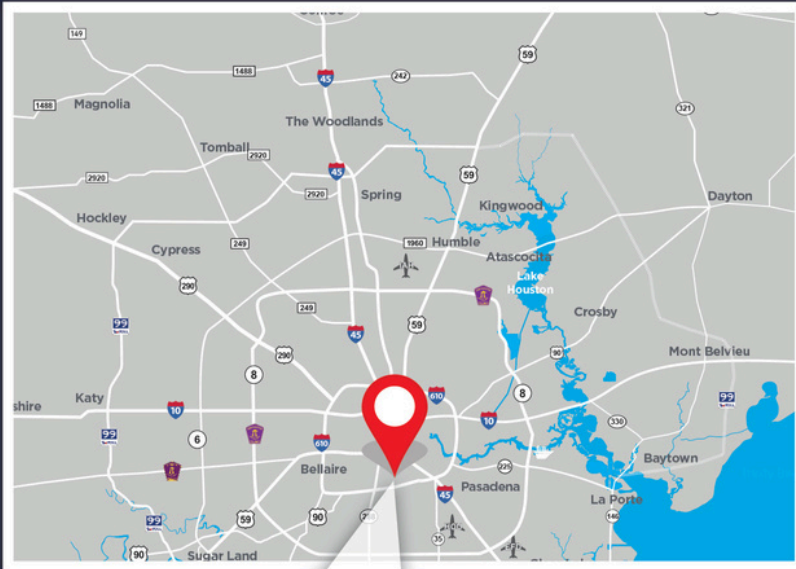 149
59
45
242
1488
1488
Magnolia
321
The Woodlands
Tomball
2920
45
2920
59
2920
Spring
Kingwood
Dayton
Hockley
249
1960
Humble
Cypress
Atascocita
IAH
Lake
Houston
290
249
Crosby
99
59
45
290
90
Mont Belvieu
8
8
610
99
Katy
shire
10
10
330
99
6
610
Bellaire
225
Baytown
Pasadena
45
La Porte
99
59
90
146
35
90
Sugar Land